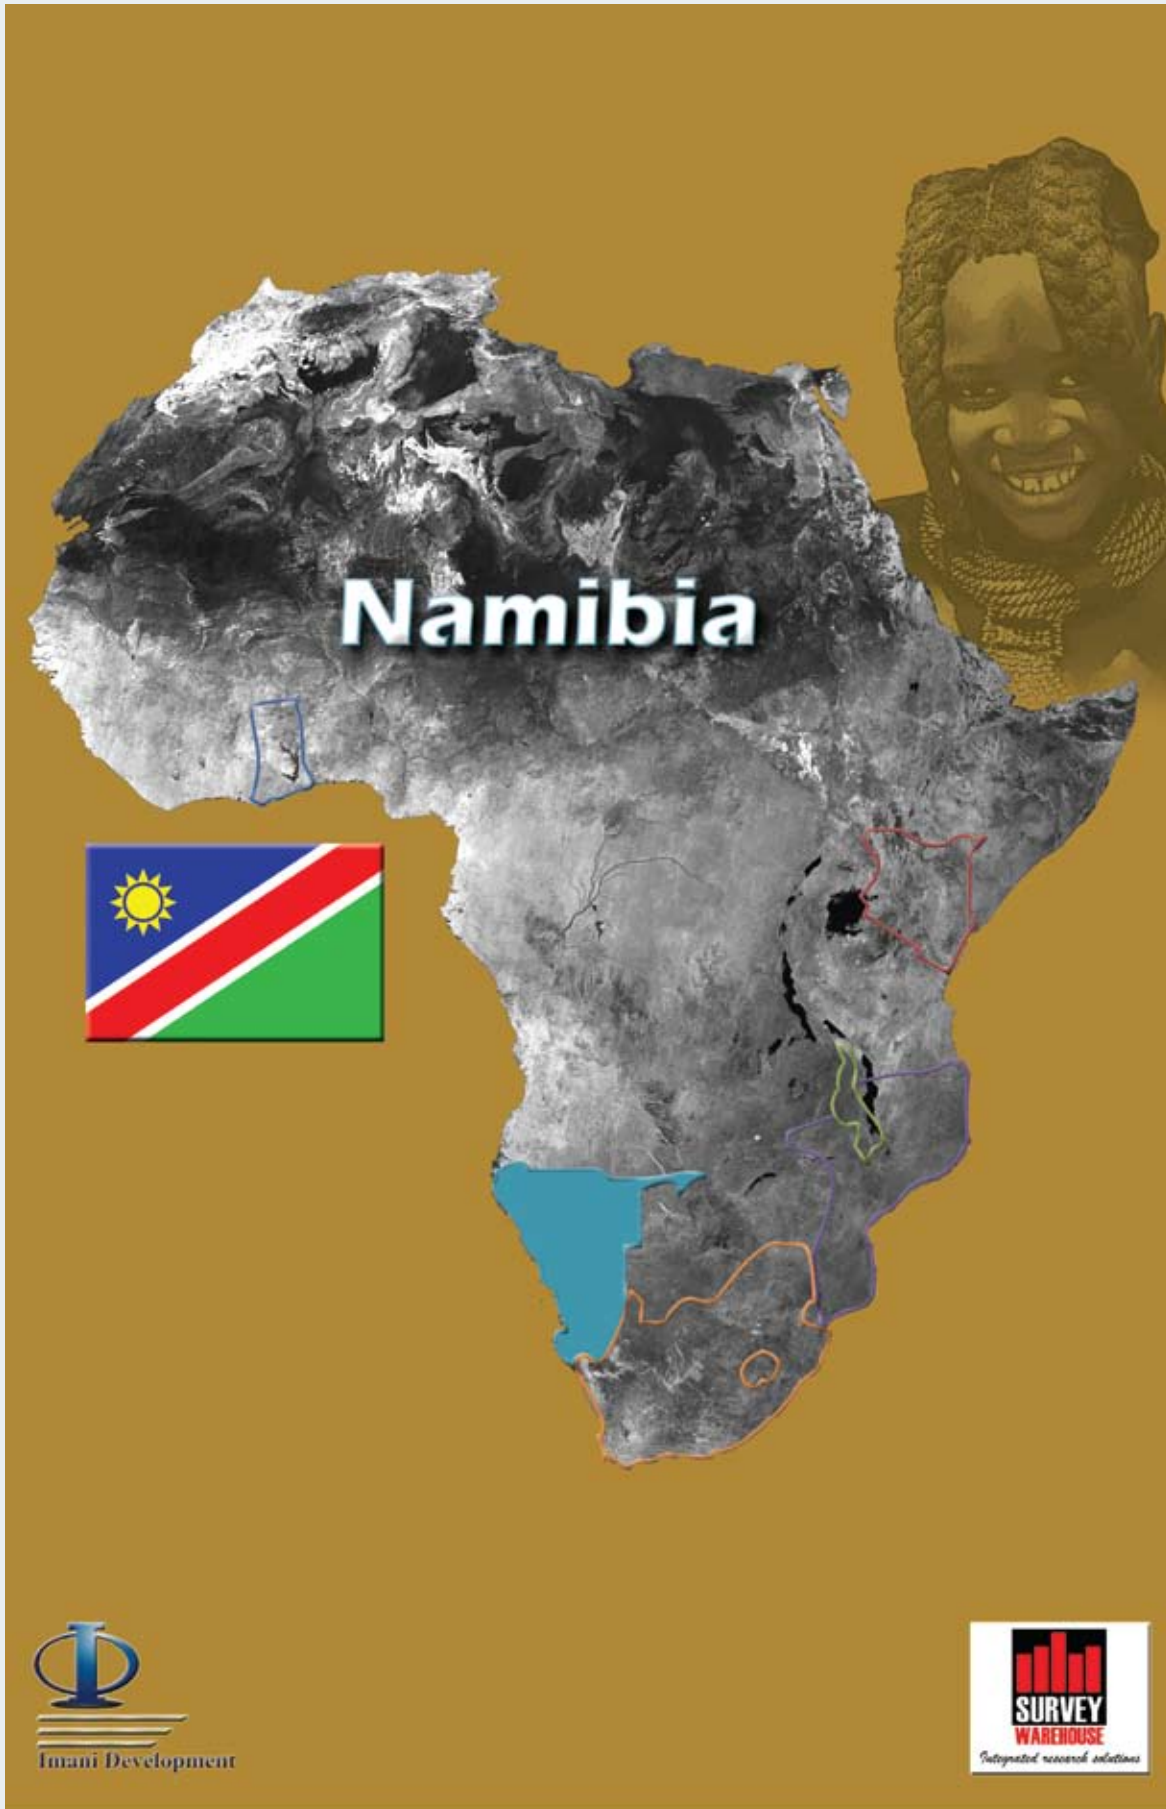 Namibia
Imani Development
SURVEY
WAREHOUSE
Integrated research solutions